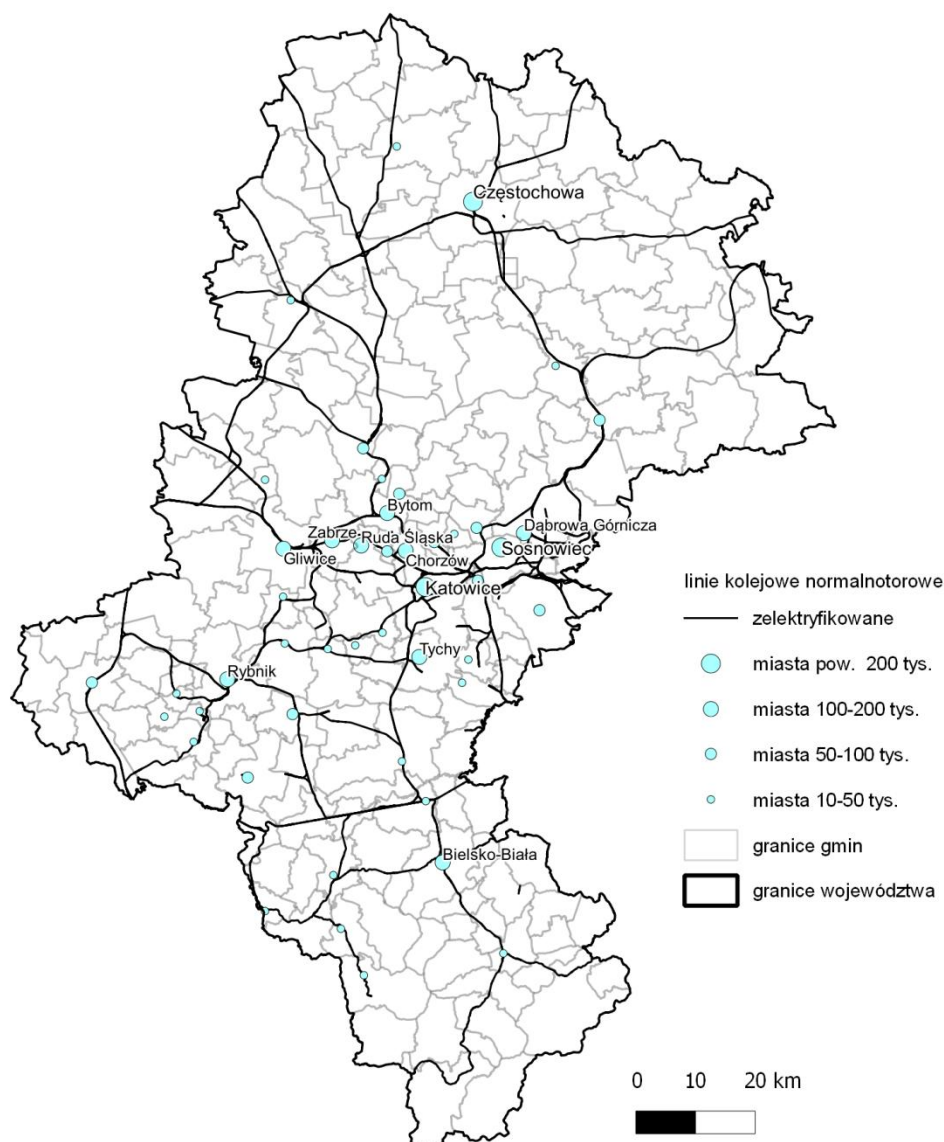 Częstochowa
Bytom
Dąbrowa Górnicza
Zabrze
Ruda Śląska
Sosnowiec
Gliwice
Chorzów
Katowice
Tychy
Rybnik
Bielsko-Biała
linie kolejowe normalnotorowe
zelektryfikowane
miasta pow. 200 tys.
miasta 100-200 tys.
miasta 50-100 tys.
miasta 10-50 tys.
granice gmin
granice województwa
0 10 20 km